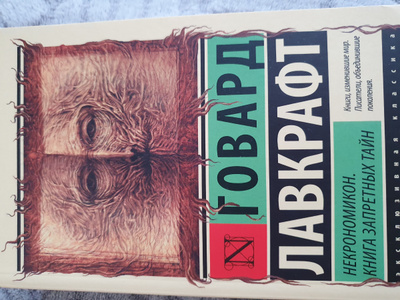 ГОВАРД
ЛАВКРАФТ
Книги, изменившие мир.
Писатели, объединившие
поколения.
N
НЕКРОНОМИКОН.
КНИГА ЗАПРЕТНЫХ ТАЙН
ЭКСКЛЮЗИВНАЯ КЛАССИКА